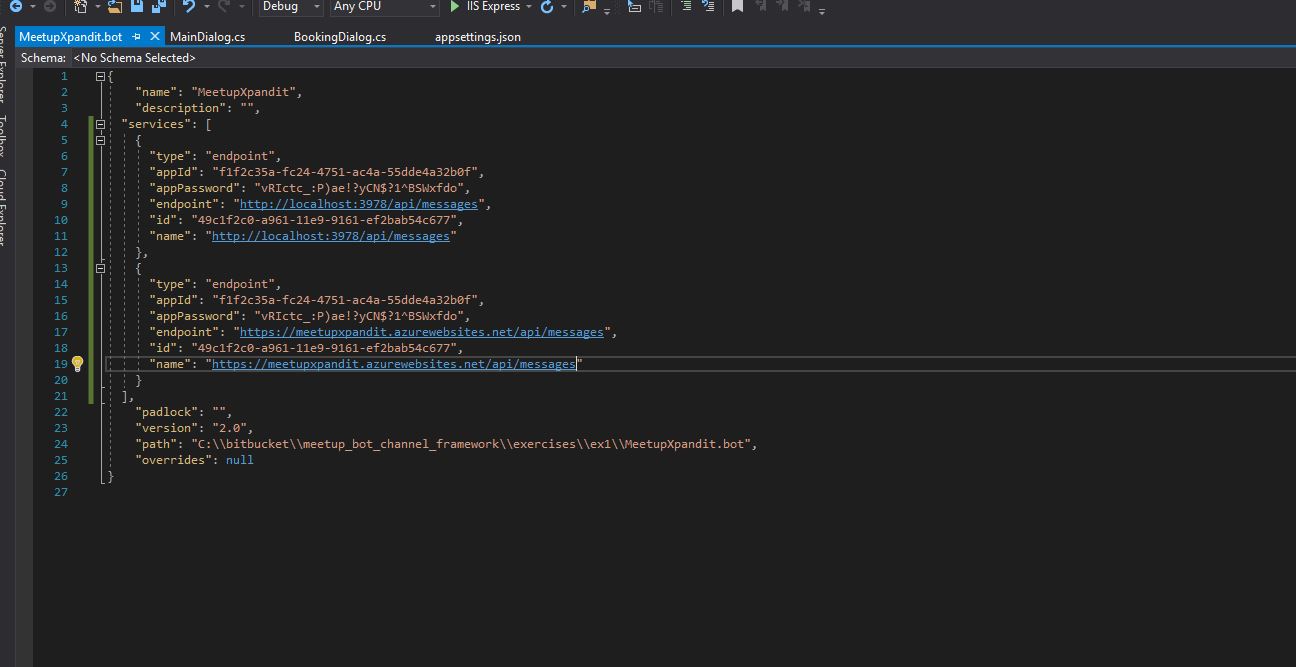 Debug Any CPU IIS Express
MeetupXpandit.bot MainDialog.cs BookingDialog.cs appsettings.json
Schema: <No Schema Selected>
Server Explorer
Toolbox
Cloud Explorer
1 {
2 "name": "MeetupXpandit",
3 "description": "",
4 "services": [
5 {
6 "type": "endpoint",
7 "appId": "f1f2c35a-fc24-4751-ac4a-55dde4a32b0f",
8 "appPassword": "vRIctc_:P)ae!?yCN$?1^BSWxfdo",
9 "endpoint": "http://localhost:3978/api/messages",
10 "id": "49c1f2c0-a961-11e9-9161-ef2bab54c677",
11 "name": "http://localhost:3978/api/messages"
12 },
13 {
14 "type": "endpoint",
15 "appId": "f1f2c35a-fc24-4751-ac4a-55dde4a32b0f",
16 "appPassword": "vRIctc_:P)ae!?yCN$?1^BSWxfdo",
17 "endpoint": "https://meetupxpandit.azurewebsites.net/api/messages",
18 "id": "49c1f2c0-a961-11e9-9161-ef2bab54c677",
19 "name": "https://meetupxpandit.azurewebsites.net/api/messages"
20 }
21 ],
22 "padlock": "",
23 "version": "2.0",
24 "path": "C:\\bitbucket\\meetup_bot_channel_framework\\exercises\\ex1\\MeetupXpandit.bot",
25 "overrides": null
26 }
27